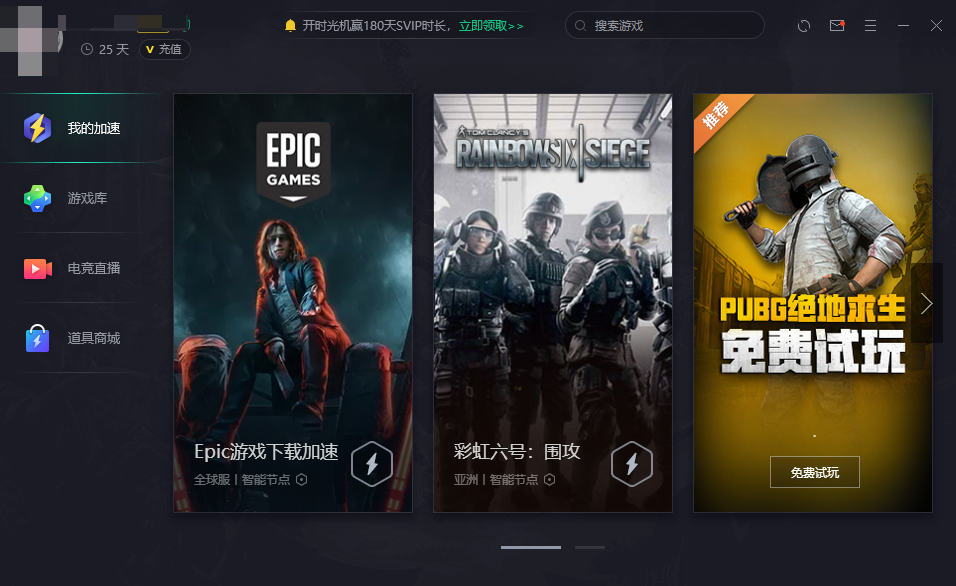 开时光机赢180天SVIP时长，立即领取>>
搜索游戏
25 天
充值
我的加速
游戏库
电竞直播
道具商城
EPIC
GAMES
Epic游戏下载加速
全球服 | 智能节点
TOM CLANCY'S
RAINBOW SIX | SIEGE
彩虹六号：围攻
亚洲 | 智能节点
推荐
PUBG绝地求生
免费试玩
免费试玩